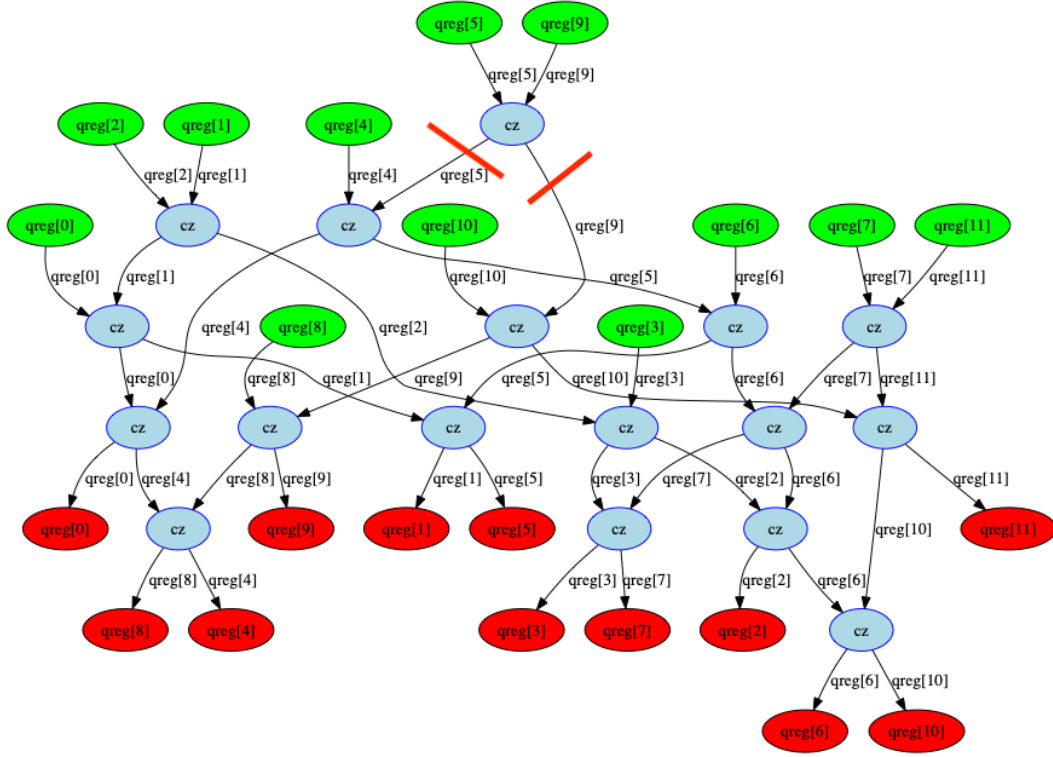 qreg[5] qreg[9]
qreg[5] qreg[9]
qreg[2] qreg[1] qreg[4] cz
qreg[2] qreg[1] qreg[4] qreg[5]
qreg[0] cz cz qreg[10] qreg[9] qreg[6] qreg[7] qreg[11]
qreg[0] qreg[1] qreg[10] qreg[5] qreg[6] qreg[7] qreg[11]
cz qreg[4] qreg[8] qreg[2] cz qreg[3] cz cz
qreg[0] qreg[8] qreg[1] qreg[9] qreg[5] qreg[10] qreg[3] qreg[6] qreg[7] qreg[11]
cz cz cz cz cz cz
qreg[0] qreg[4] qreg[8] qreg[9] qreg[1] qreg[5] qreg[3] qreg[7] qreg[2] qreg[6] qreg[11]
qreg[0] cz qreg[9] qreg[1] qreg[5] cz cz qreg[10] qreg[11]
qreg[8] qreg[4] qreg[3] qreg[7] qreg[2] qreg[6]
qreg[8] qreg[4] qreg[3] qreg[7] qreg[2] cz
qreg[6] qreg[10]
qreg[6] qreg[10]